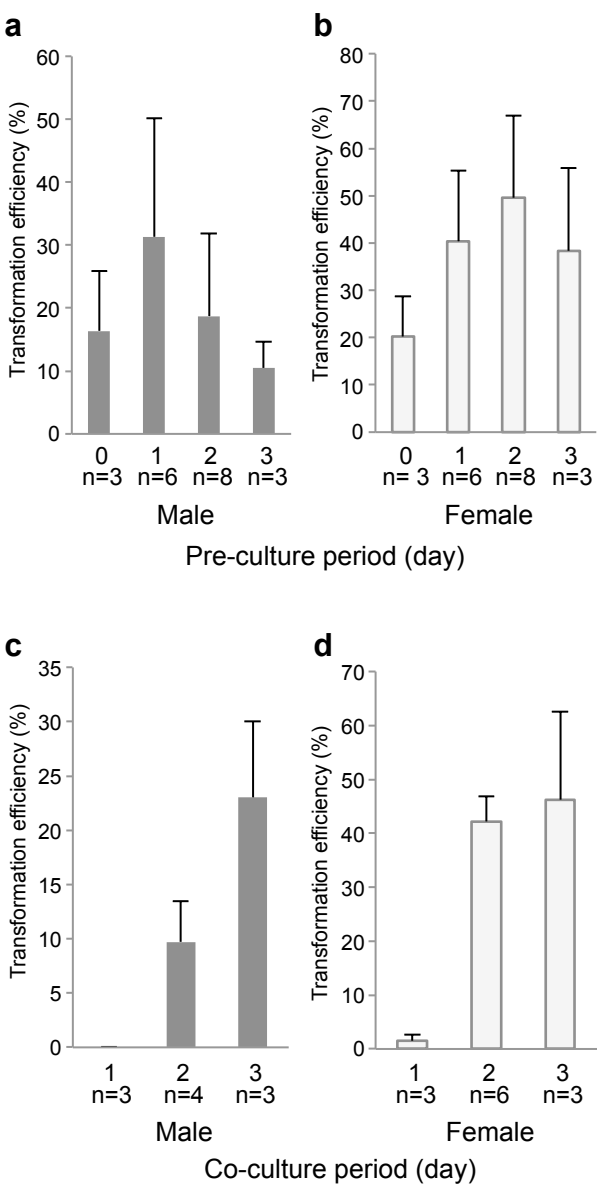 a
Transformation efficiency (%)
60
50
40
30
20
10
0
0 1 2 3
n=3 n=6 n=8 n=3
Male
b
Transformation efficiency (%)
80
70
60
50
40
30
20
10
0
0 1 2 3
n= 3 n=6 n=8 n=3
Female
Pre-culture period (day)
c
Transformation efficiency (%)
35
30
25
20
15
10
5
0
1 2 3
n=3 n=4 n=3
Male
d
Transformation efficiency (%)
70
60
50
40
30
20
10
0
1 2 3
n=3 n=6 n=3
Female
Co-culture period (day)